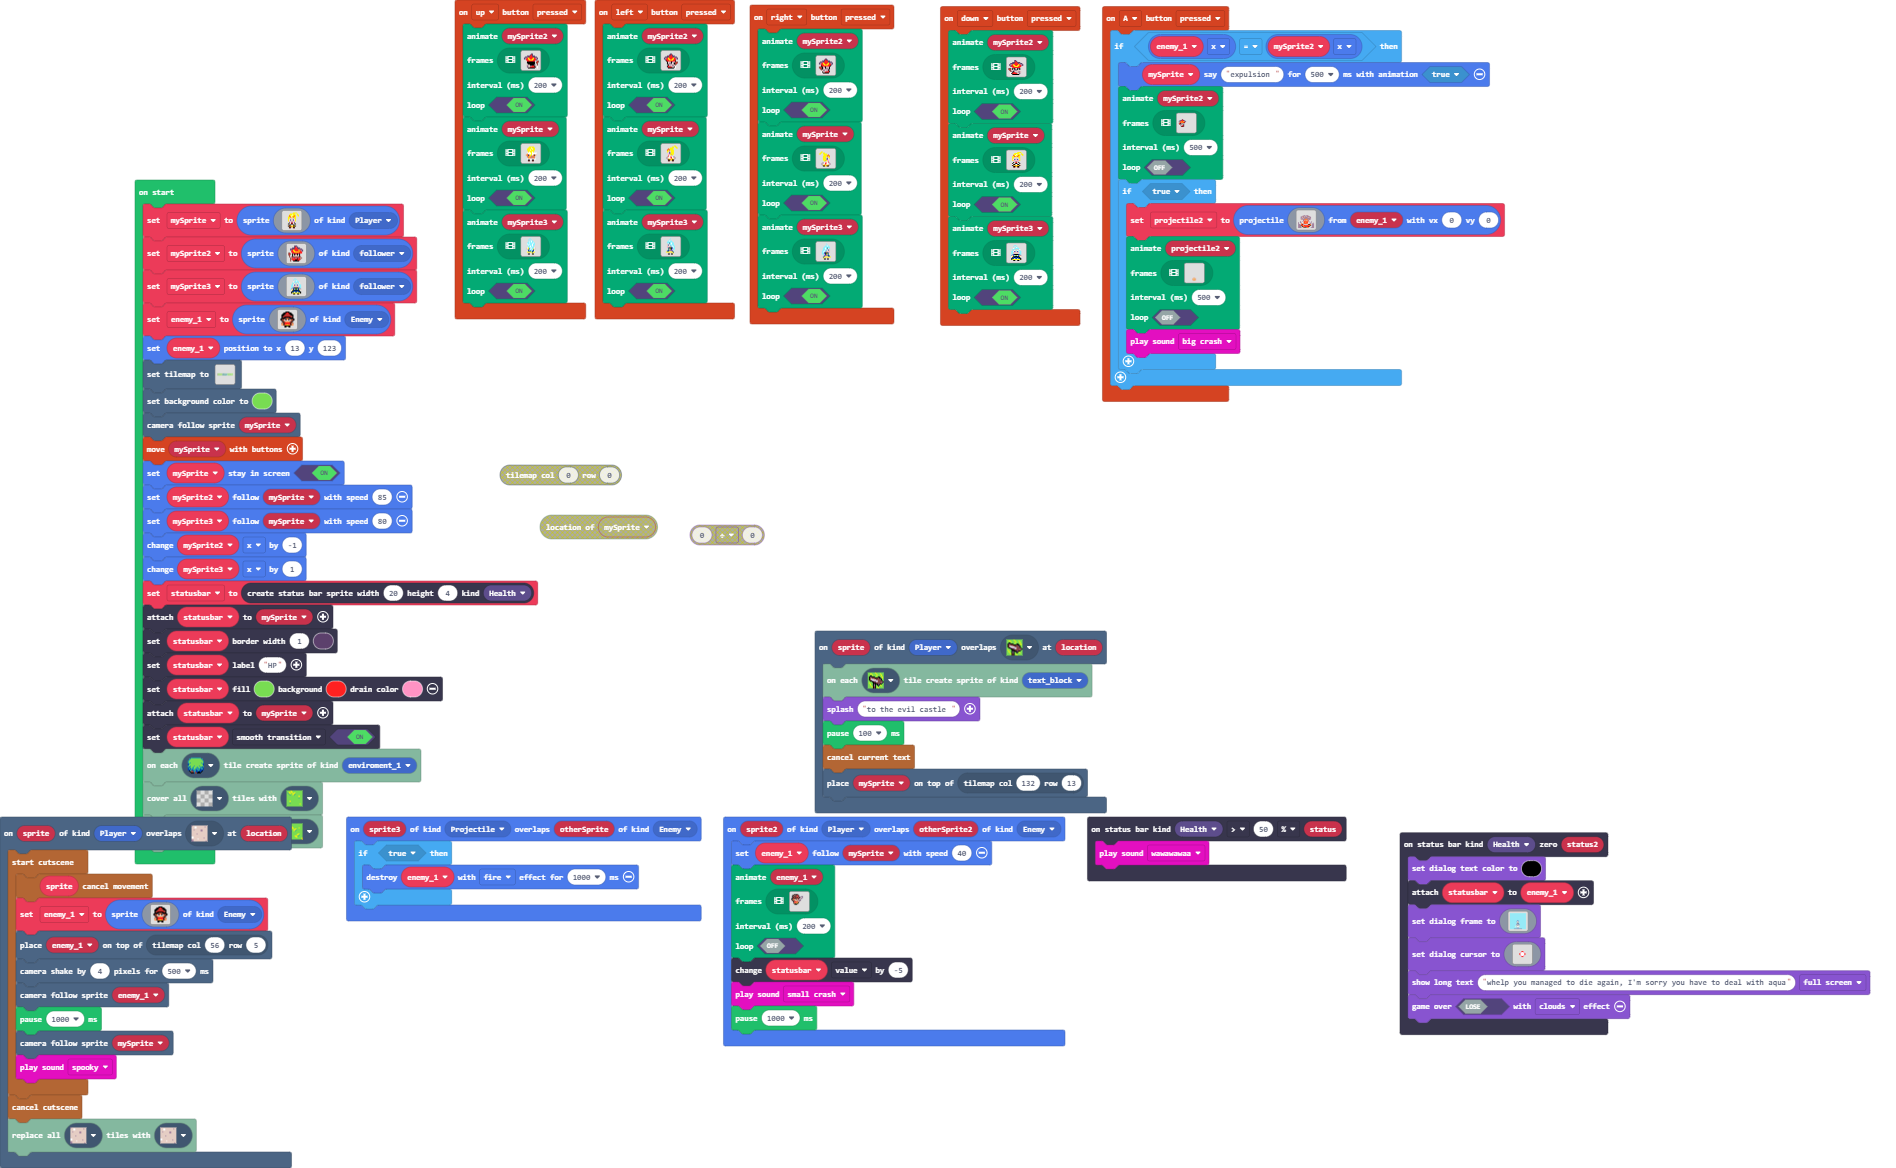 on up button pressed
animate mySprite2
frames
interval (ms) 200
loop ON
animate mySprite
frames
interval (ms) 200
loop ON
animate mySprite3
frames
interval (ms) 200
loop ON
on left button pressed
animate mySprite2
frames
interval (ms) 200
loop ON
animate mySprite
frames
interval (ms) 200
loop ON
animate mySprite3
frames
interval (ms) 200
loop ON
on right button pressed
animate mySprite2
frames
interval (ms) 200
loop ON
animate mySprite
frames
interval (ms) 200
loop ON
animate mySprite3
frames
interval (ms) 200
loop ON
on down button pressed
animate mySprite2
frames
interval (ms) 200
loop ON
animate mySprite
frames
interval (ms) 200
loop ON
animate mySprite3
frames
interval (ms) 200
loop ON
on A button pressed
if enemy_1 x = mySprite2 x then
mySprite say "expulsion " for 500 ms with animation true
animate mySprite2
frames
interval (ms) 500
loop OFF
if true then
set projectile2 to projectile from enemy_1 with vx 0 vy 0
animate projectile2
frames
interval (ms) 500
loop OFF
play sound big crash
on start
set mySprite to sprite of kind Player
set mySprite2 to sprite of kind follower
set mySprite3 to sprite of kind follower
set enemy_1 to sprite of kind Enemy
set enemy_1 position to x 13 y 123
set tilemap to
set background color to
camera follow sprite mySprite
move mySprite with buttons
set mySprite stay in screen ON
set mySprite2 follow mySprite with speed 85
set mySprite3 follow mySprite with speed 80
change mySprite2 x by -1
change mySprite3 x by 1
set statusbar to create status bar sprite width 20 height 4 kind Health
attach statusbar to mySprite
set statusbar border width 1
set statusbar label "HP"
set statusbar fill background drain color
attach statusbar to mySprite
set statusbar smooth transition ON
on each tile create sprite of kind enviroment_1
cover all tiles with
tilemap col 0 row 0
location of mySprite
0 ÷ 0
on sprite of kind Player overlaps at location
on each tile create sprite of kind text_block
splash "to the evil castle "
pause 100 ms
cancel current text
place mySprite on top of tilemap col 132 row 13
on sprite of kind Player overlaps at location
start cutscene
sprite cancel movement
set enemy_1 to sprite of kind Enemy
place enemy_1 on top of tilemap col 56 row 5
camera shake by 4 pixels for 500 ms
camera follow sprite enemy_1
pause 1000 ms
camera follow sprite mySprite
play sound spooky
cancel cutscene
replace all tiles with
on sprite3 of kind Projectile overlaps otherSprite of kind Enemy
if true then
destroy enemy_1 with fire effect for 1000 ms
on sprite2 of kind Player overlaps otherSprite2 of kind Enemy
set enemy_1 follow mySprite with speed 40
animate enemy_1
frames
interval (ms) 200
loop OFF
change statusbar value by -5
play sound small crash
pause 1000 ms
on status bar kind Health > 50 % status
play sound wawawawaa
on status bar kind Health zero status2
set dialog text color to
attach statusbar to enemy_1
set dialog frame to
set dialog cursor to
show long text "whelp you managed to die again, I'm sorry you have to deal with aqua" full screen
game over LOSE with clouds effect